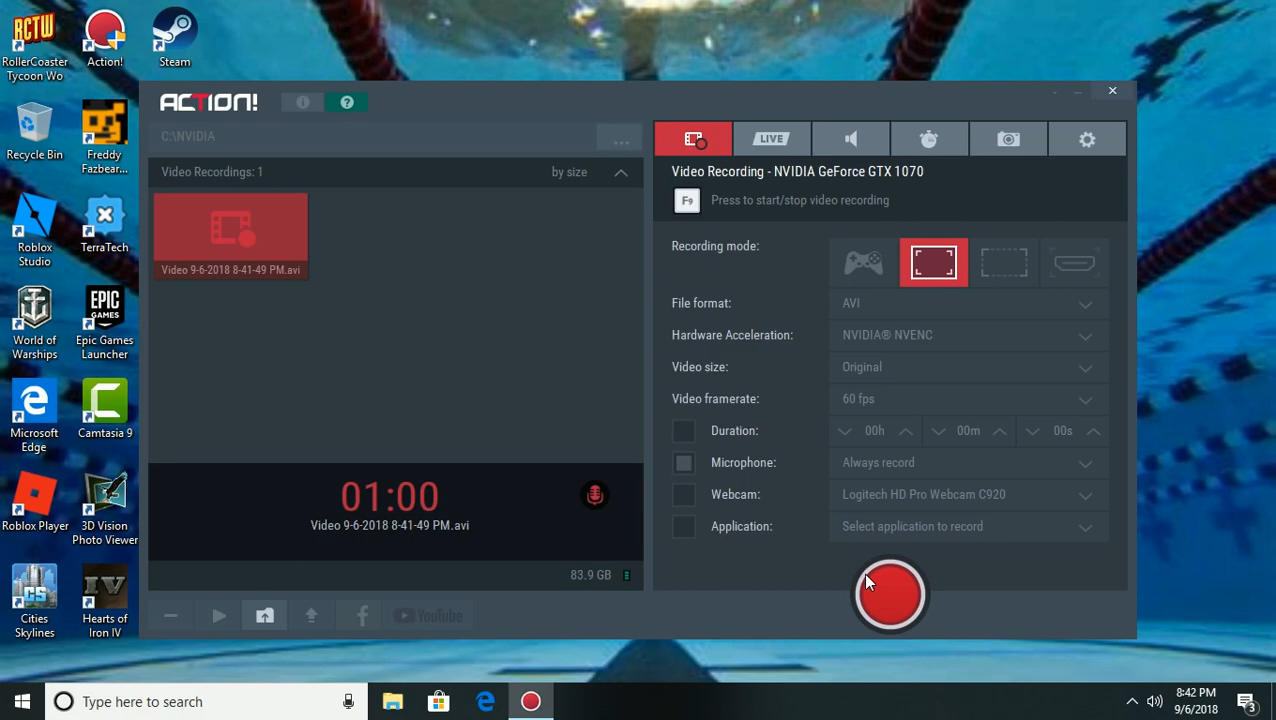 RCTW
RollerCoaster
Tycoon Wo
Action!
Steam
Recycle Bin
Freddy
Fazbear...
Roblox
Studio
TerraTech
World of
Warships
EPIC
GAMES
Epic Games
Launcher
Microsoft
Edge
Camtasia 9
Roblox Player
3D Vision
Photo Viewer
Cities
Skylines
IV
Hearts of
Iron IV
ACTION!
i
?
C:\NVIDIA
...
Video Recordings: 1
by size
Video 9-6-2018 8-41-49 PM.avi
01:00
Video 9-6-2018 8-41-49 PM.avi
83.9 GB
YouTube
LIVE
Video Recording - NVIDIA GeForce GTX 1070
F9
Press to start/stop video recording
Recording mode:
File format:
AVI
Hardware Acceleration:
NVIDIA® NVENC
Video size:
Original
Video framerate:
60 fps
Duration:
00h
00m
00s
Microphone:
Always record
Webcam:
Logitech HD Pro Webcam C920
Application:
Select application to record
Type here to search
8:42 PM
9/6/2018
3